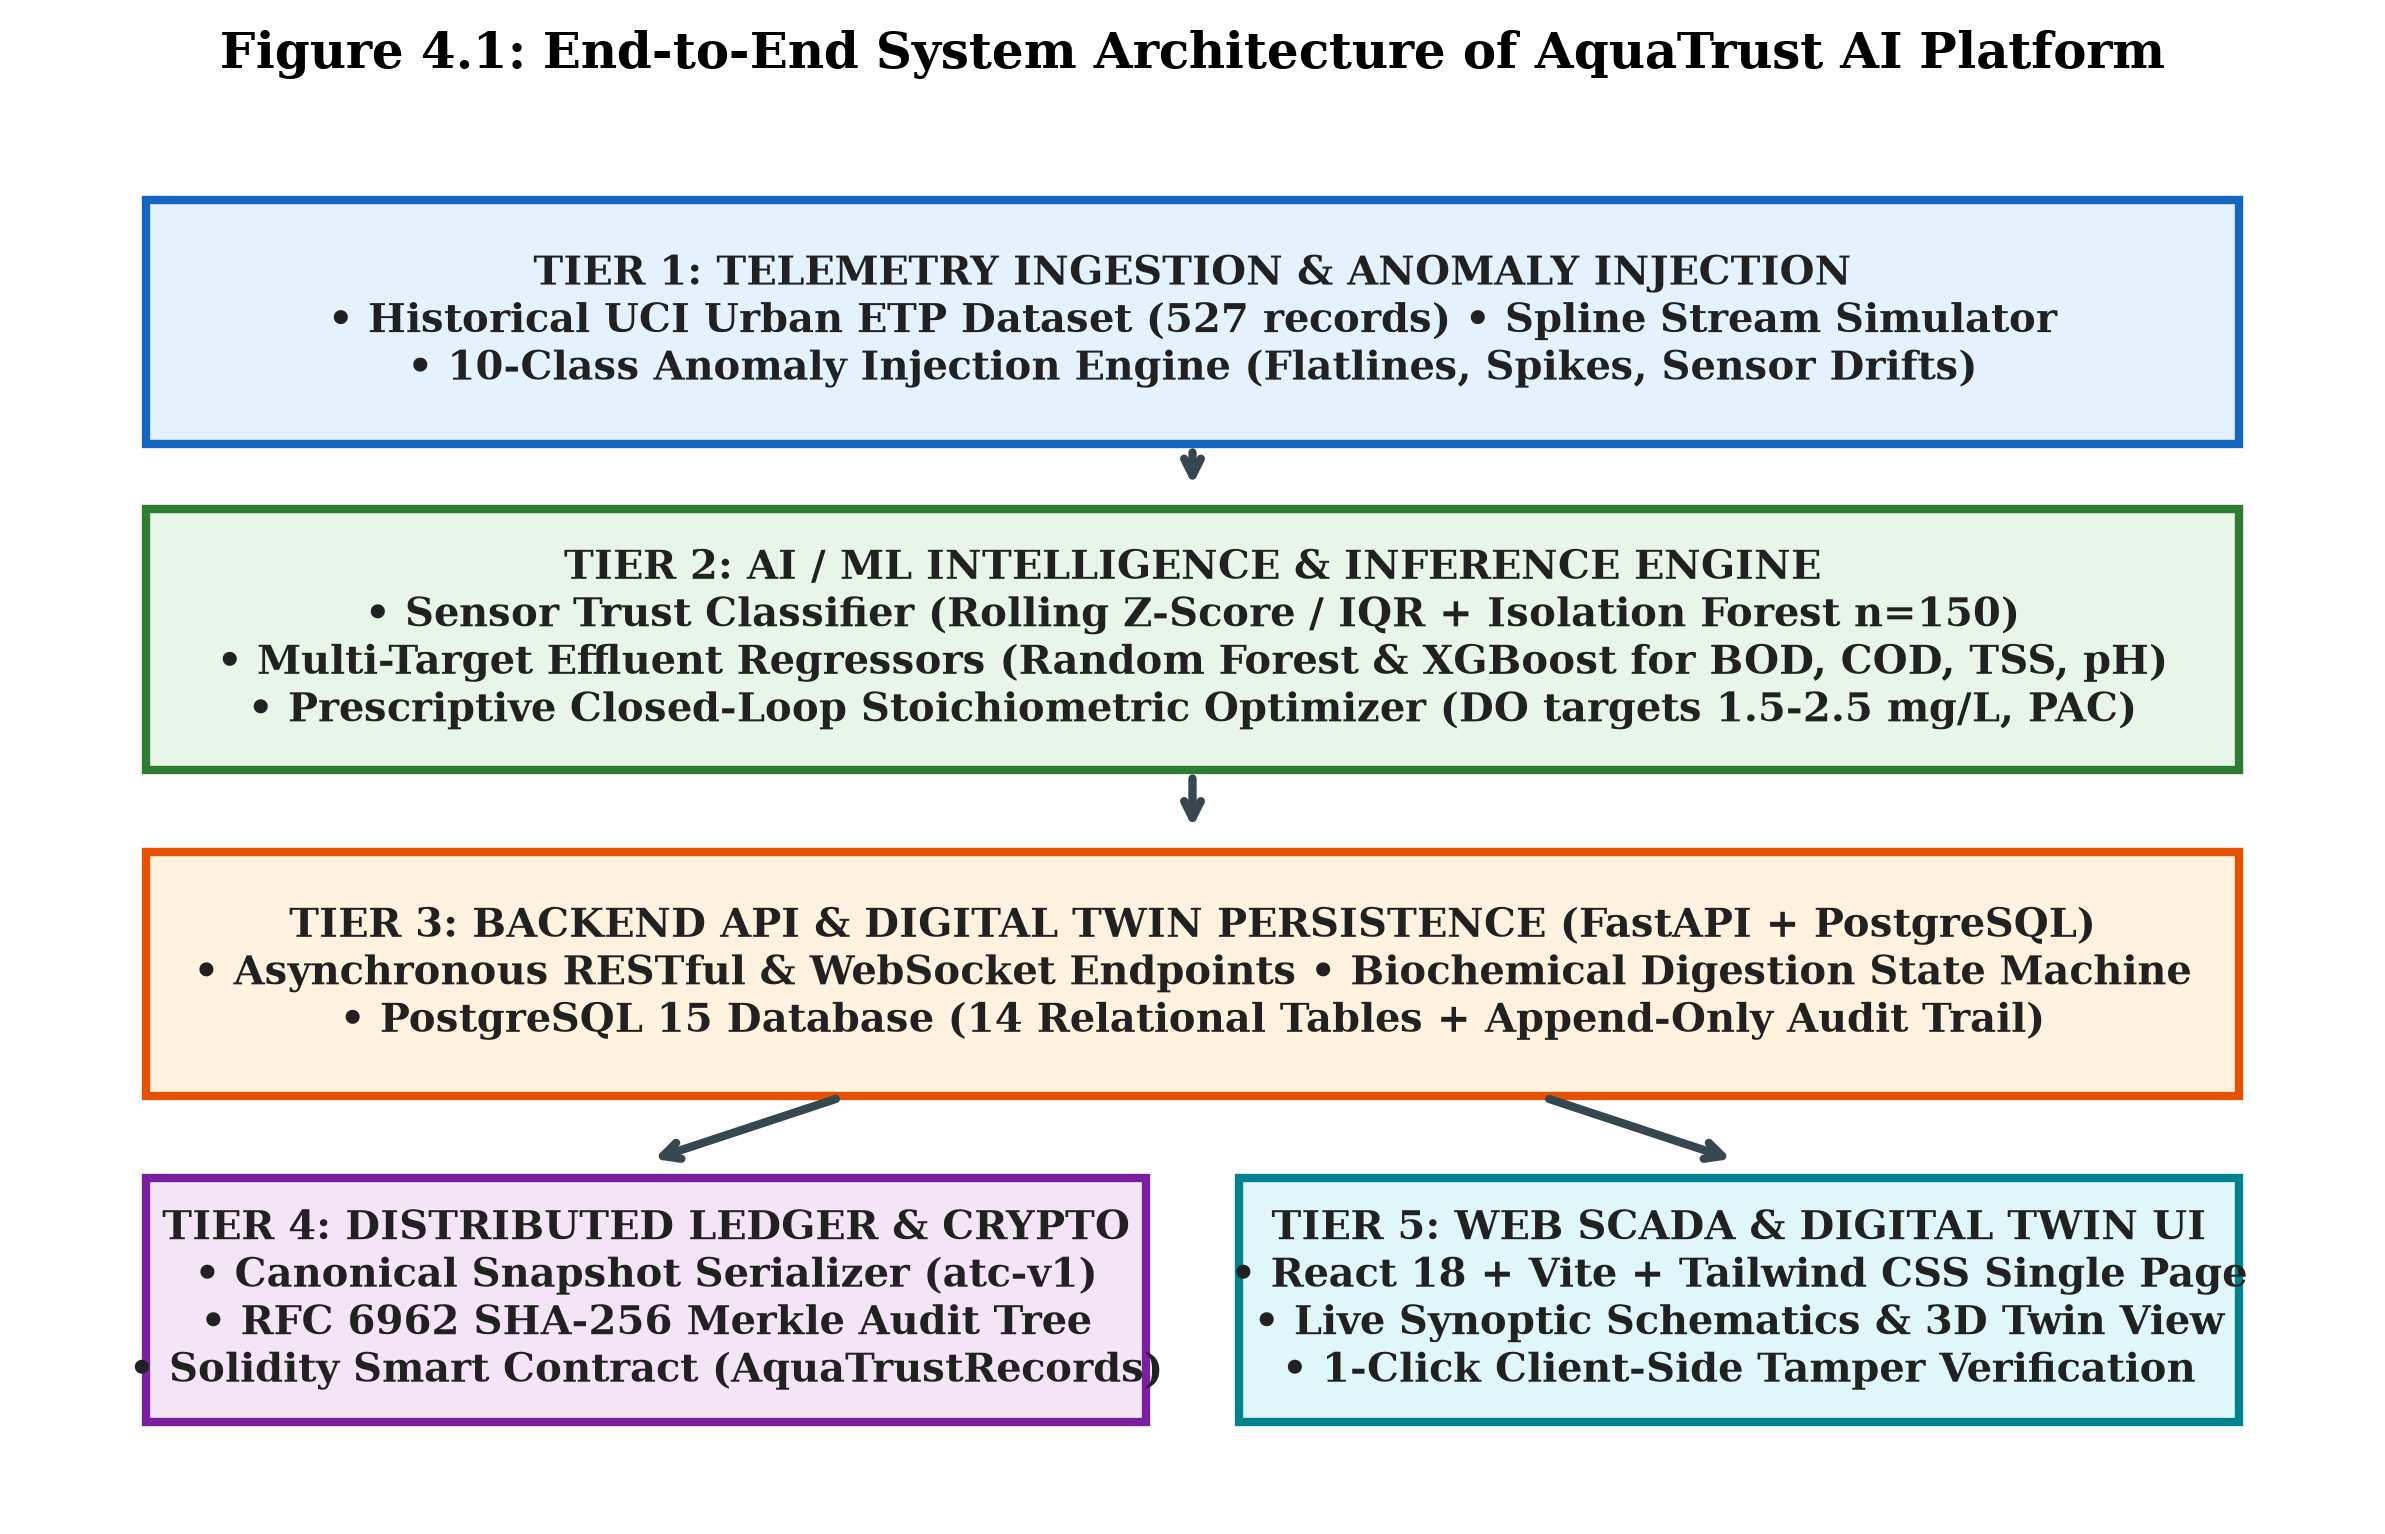 Figure 4.1: End-to-End System Architecture of AquaTrust AI Platform
TIER 1: TELEMETRY INGESTION & ANOMALY INJECTION
• Historical UCI Urban ETP Dataset (527 records) • Spline Stream Simulator
• 10-Class Anomaly Injection Engine (Flatlines, Spikes, Sensor Drifts)
TIER 2: AI / ML INTELLIGENCE & INFERENCE ENGINE
• Sensor Trust Classifier (Rolling Z-Score / IQR + Isolation Forest n=150)
• Multi-Target Effluent Regressors (Random Forest & XGBoost for BOD, COD, TSS, pH)
• Prescriptive Closed-Loop Stoichiometric Optimizer (DO targets 1.5-2.5 mg/L, PAC)
TIER 3: BACKEND API & DIGITAL TWIN PERSISTENCE (FastAPI + PostgreSQL)
• Asynchronous RESTful & WebSocket Endpoints • Biochemical Digestion State Machine
• PostgreSQL 15 Database (14 Relational Tables + Append-Only Audit Trail)
TIER 4: DISTRIBUTED LEDGER & CRYPTO
• Canonical Snapshot Serializer (atc-v1)
• RFC 6962 SHA-256 Merkle Audit Tree
• Solidity Smart Contract (AquaTrustRecords)
TIER 5: WEB SCADA & DIGITAL TWIN UI
• React 18 + Vite + Tailwind CSS Single Page
• Live Synoptic Schematics & 3D Twin View
• 1-Click Client-Side Tamper Verification